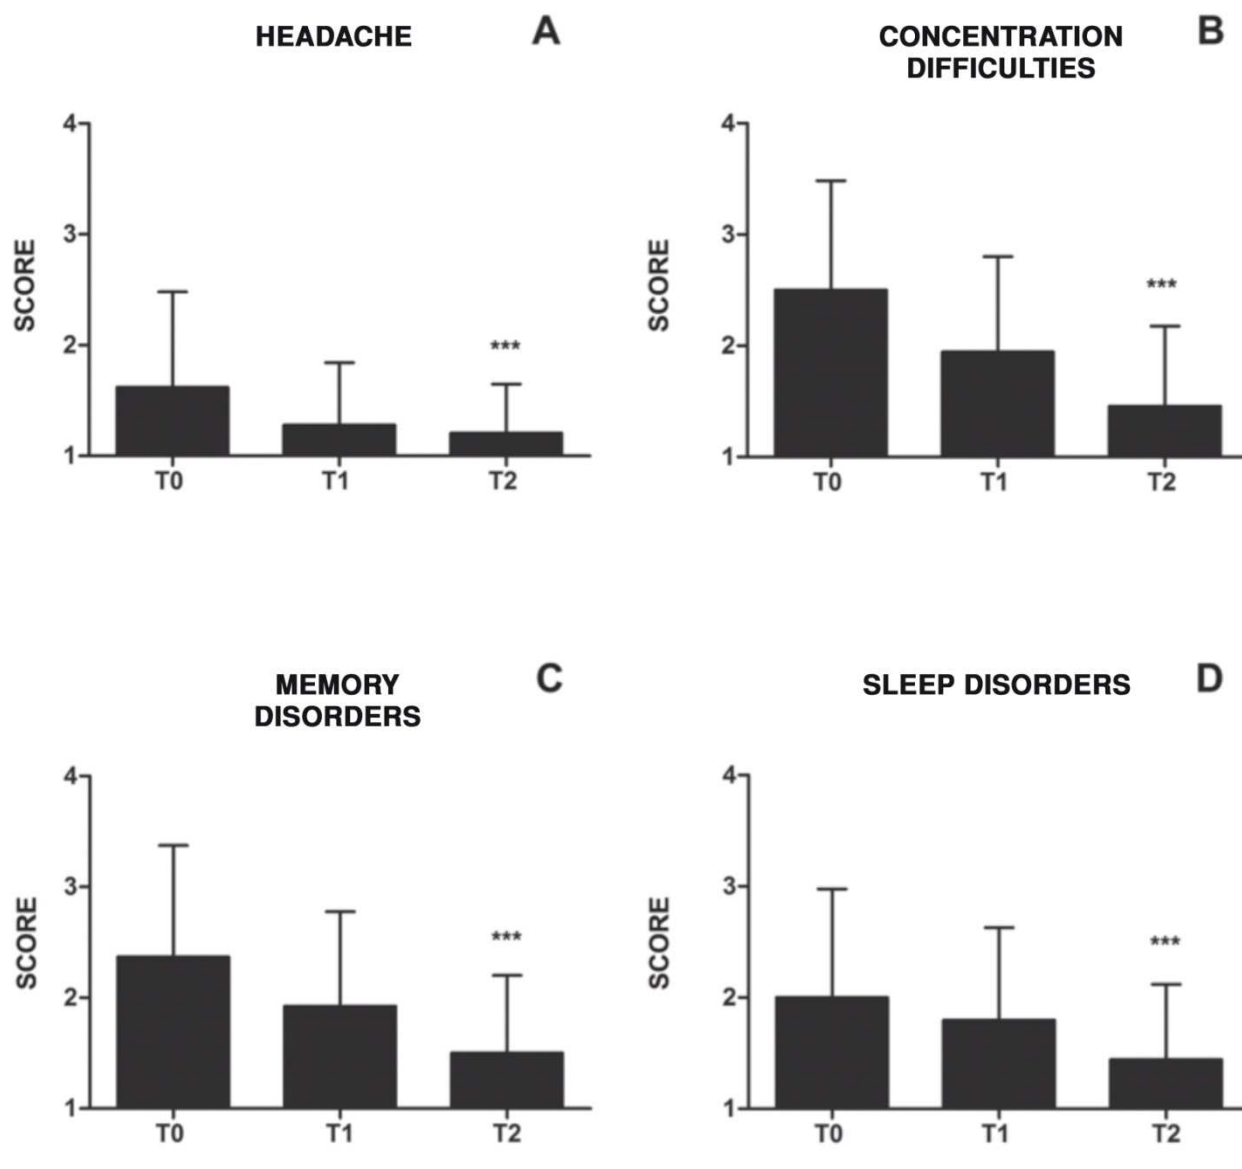 HEADACHE
A
4
3
2
1
SCORE
***
T0 T1 T2
CONCENTRATION
DIFFICULTIES
B
4
3
2
1
SCORE
***
T0 T1 T2
MEMORY
DISORDERS
C
4
3
2
1
SCORE
***
T0 T1 T2
SLEEP DISORDERS
D
4
3
2
1
SCORE
***
T0 T1 T2